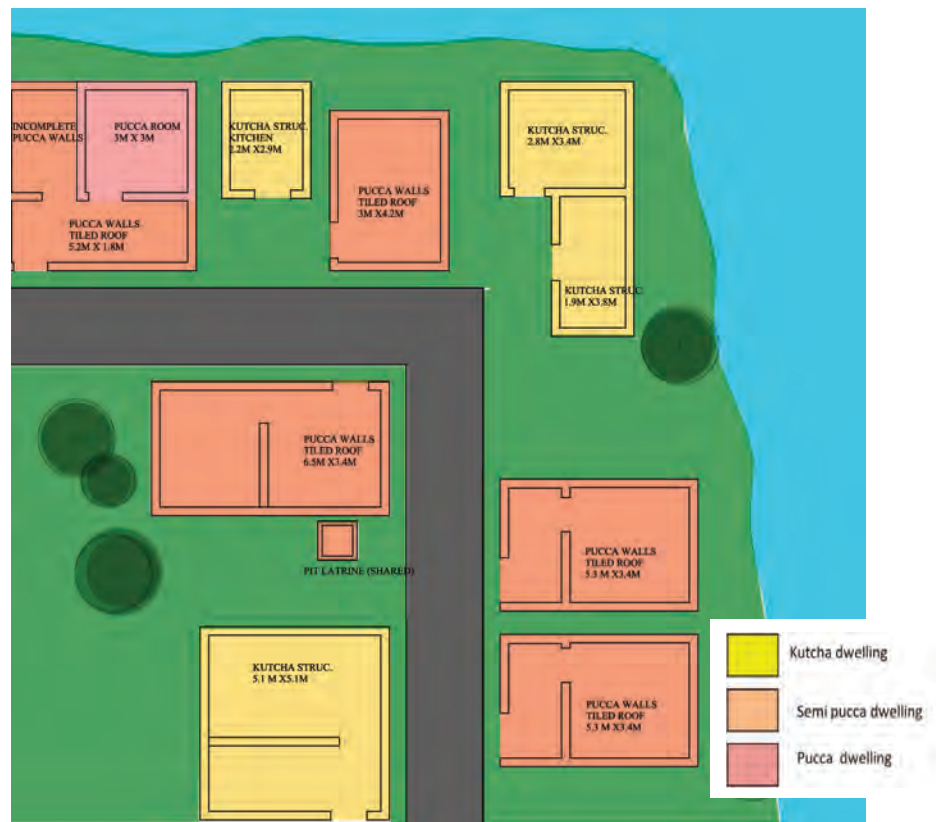 INCOMPLETE
PUCCA WALLS
PUCCA ROOM
3M X 3M
KUTCHA STRUC.
KITCHEN
2.2M X2.9M
PUCCA WALLS
TILED ROOF
3M X4.2M
KUTCHA STRUC.
2.8M X3.4M
PUCCA WALLS
TILED ROOF
5.2M X 1.8M
KUTCHA STRUC.
1.9M X3.8M
PUCCA WALLS
TILED ROOF
6.5M X3.4M
PIT LATRINE (SHARED)
PUCCA WALLS
TILED ROOF
5.3 M X3.4M
KUTCHA STRUC.
5.1 M X5.1M
PUCCA WALLS
TILED ROOF
5.3 M X3.4M
Kutcha dwelling
Semi pucca dwelling
Pucca dwelling